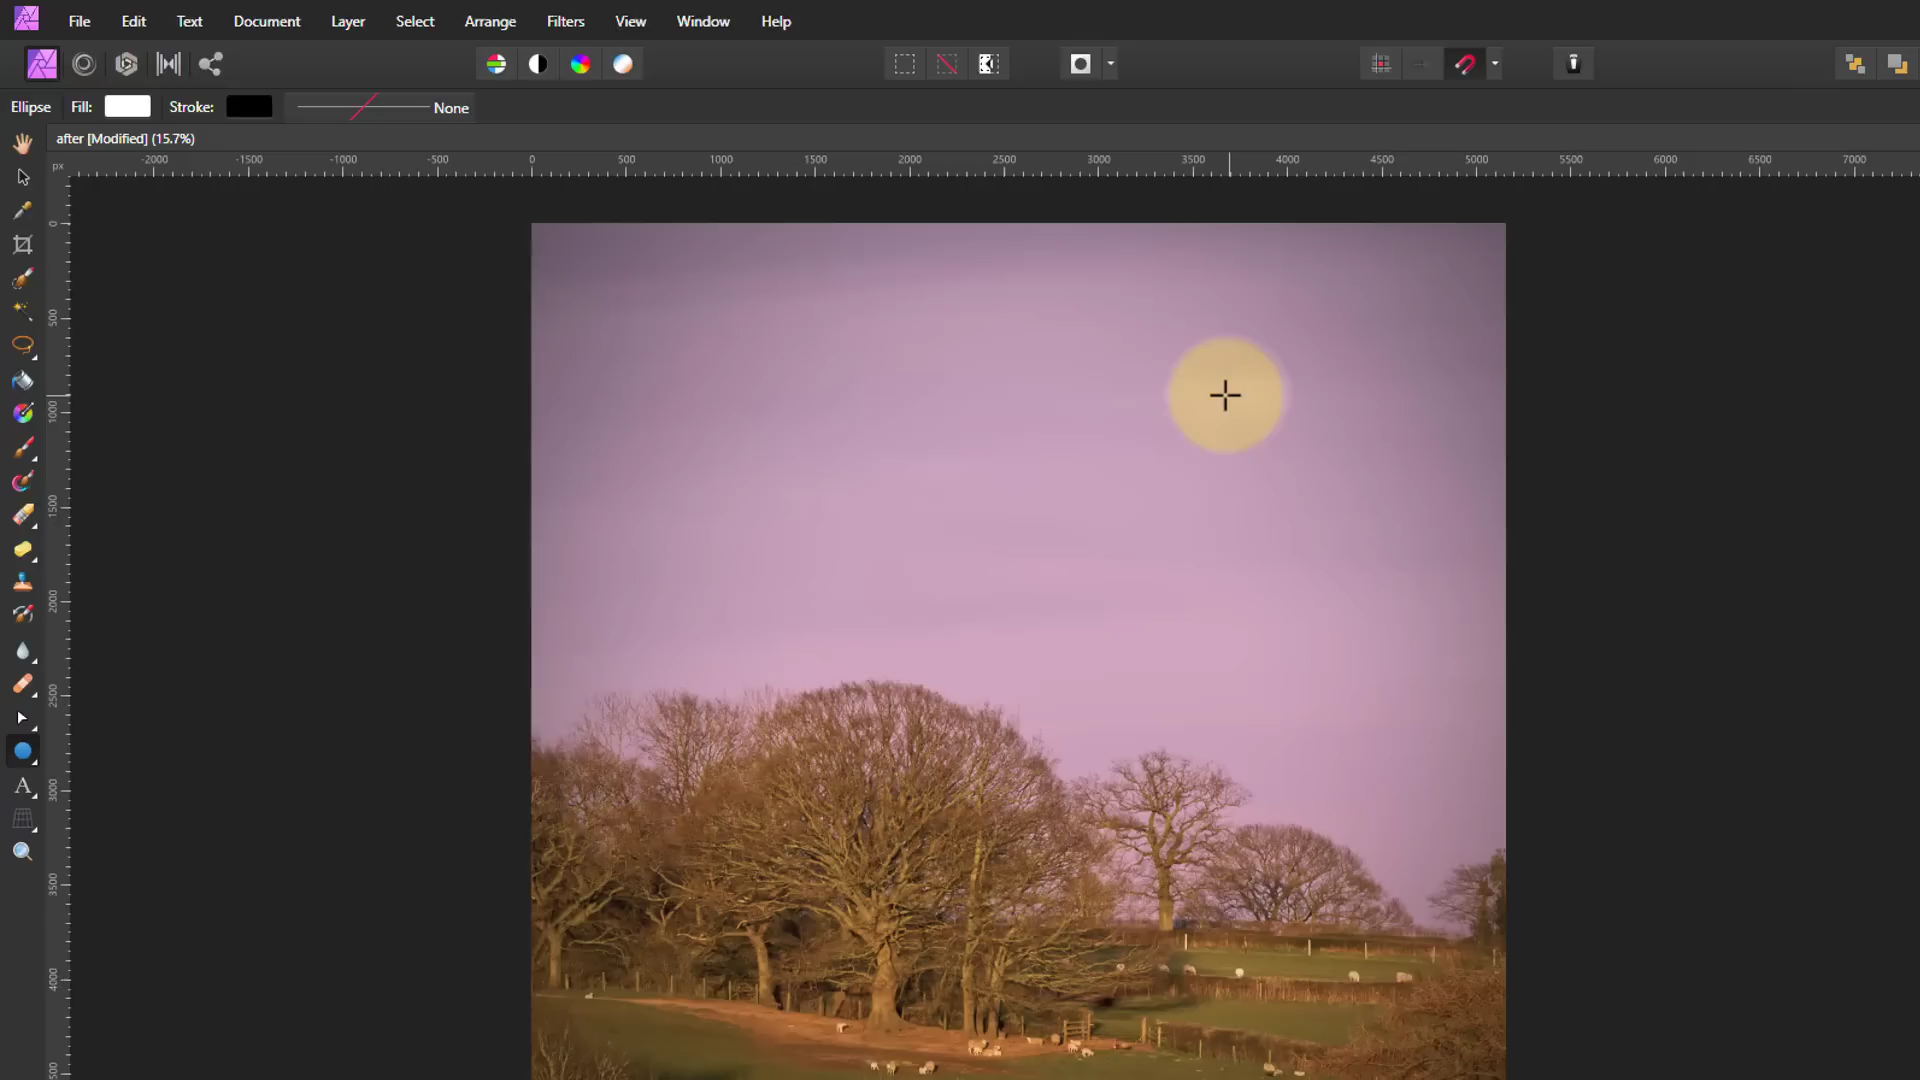 File Edit Text Document Layer Select Arrange Filters View Window Help
Ellipse Fill: Stroke: None
after [Modified] (15.7%)
px -2000 -1500 -1000 -500 0 500 1000 1500 2000 2500 3000 3500 4000 4500 5000 5500 6000 6500 7000
0
500
1000
1500
2000
2500
3000
3500
4000